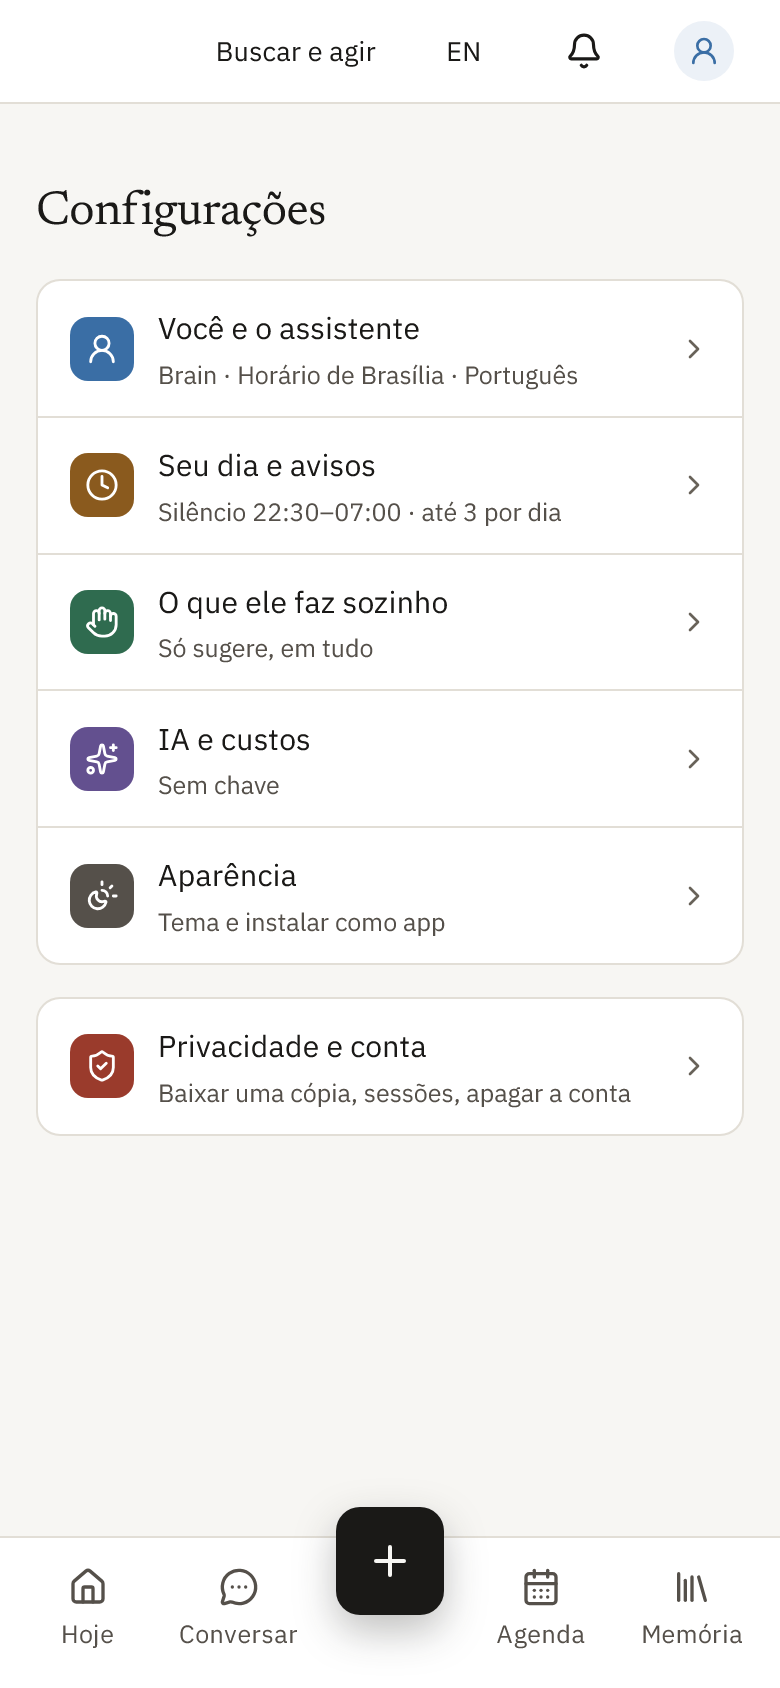 Buscar e agir
EN
Configurações
Você e o assistente
Brain · Horário de Brasília · Português
Seu dia e avisos
Silêncio 22:30–07:00 · até 3 por dia
O que ele faz sozinho
Só sugere, em tudo
IA e custos
Sem chave
Aparência
Tema e instalar como app
Privacidade e conta
Baixar uma cópia, sessões, apagar a conta
Hoje
Conversar
Agenda
Memória